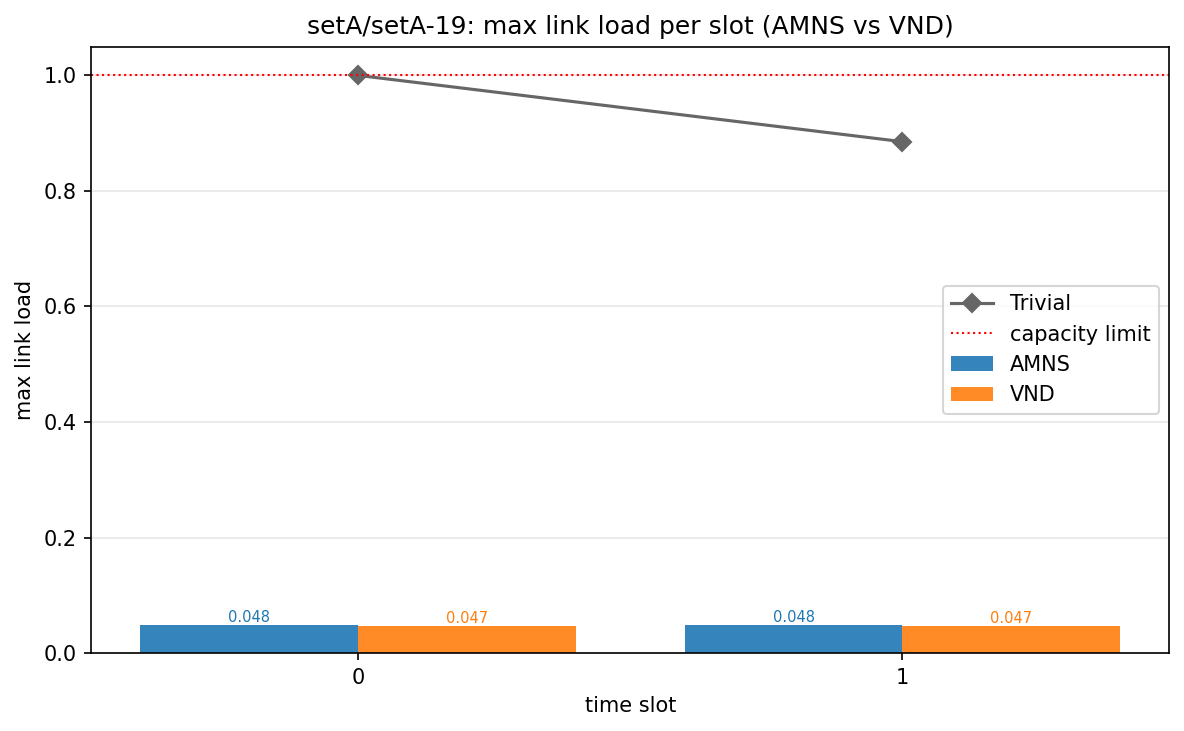 setA/setA-19: max link load per slot (AMNS vs VND)
max link load
1.0
0.8
0.6
0.4
0.2
0.0
Trivial
capacity limit
AMNS
VND
0.048
0.047
0.048
0.047
0
1
time slot